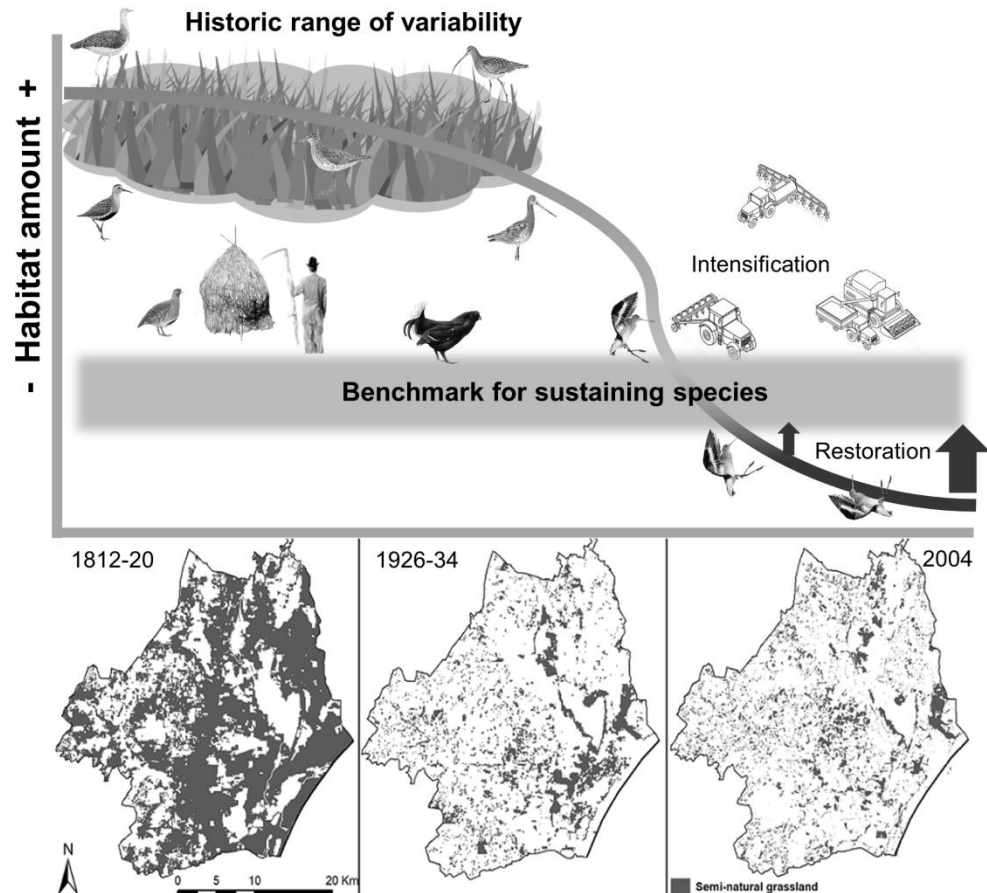 Historic range of variability
- Habitat amount +
Intensification
Benchmark for sustaining species
Restoration
1812-20
1926-34
2004
N
0 5 10 20 Km
Semi-natural grassland